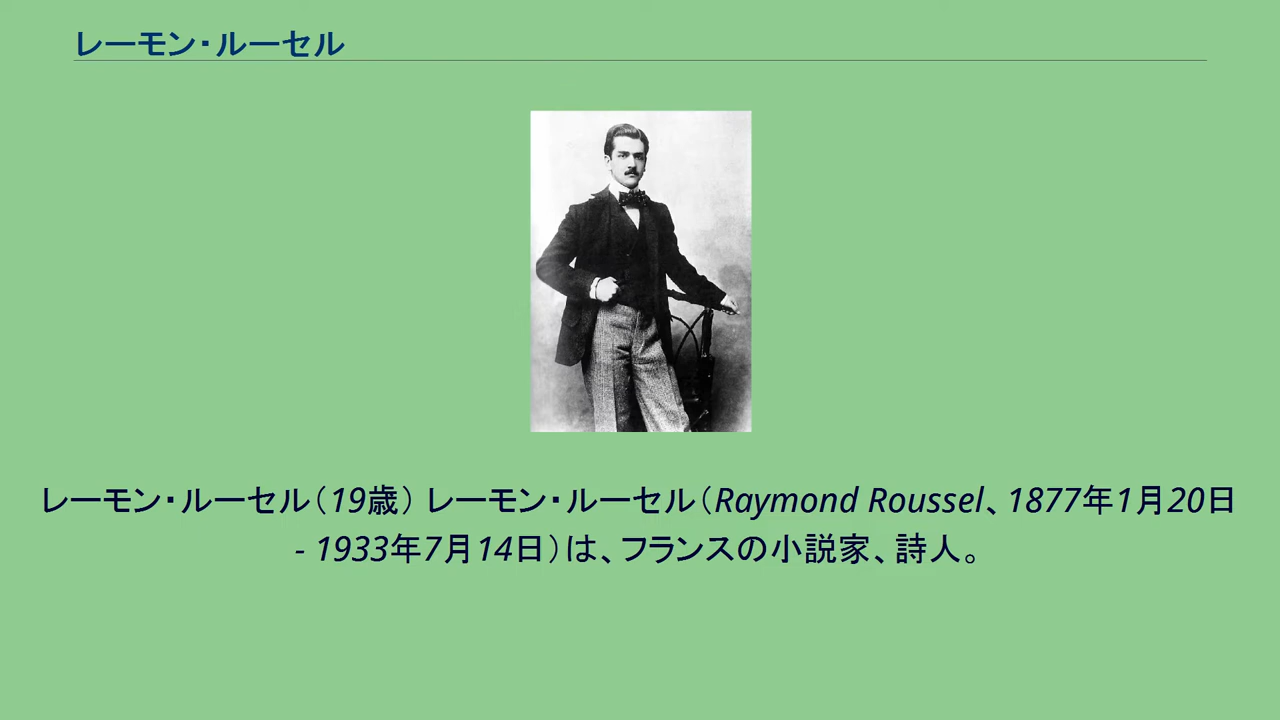 レーモン・ルーセル
レーモン・ルーセル（19歳） レーモン・ルーセル（Raymond Roussel、1877年1月20日
- 1933年7月14日）は、フランスの小説家、詩人。